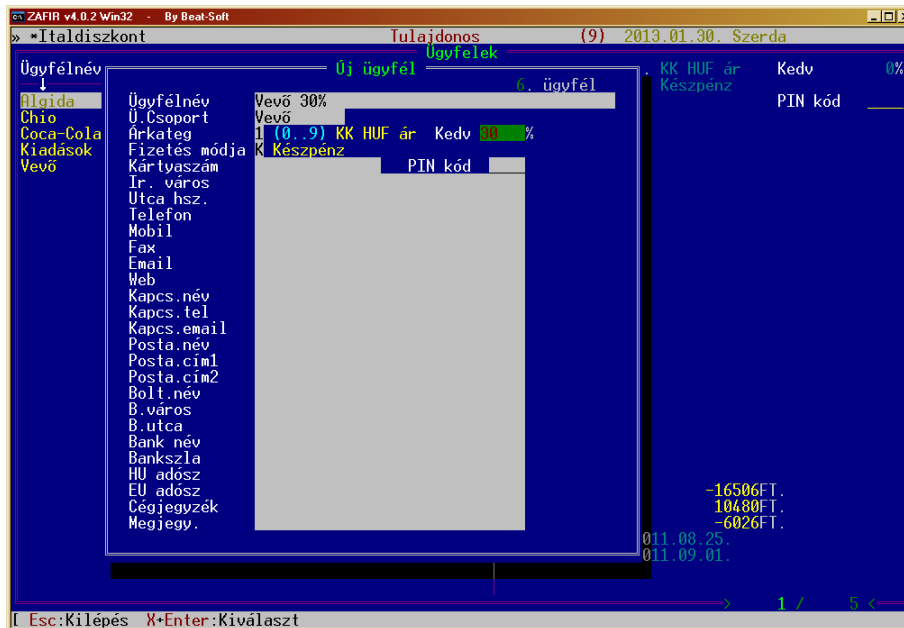 ZAFIR v4.0.2 Win32 - By Beat-Soft
» *Italdiszkont Tulajdonos (9) 2013.01.30. Szerda
Ügyfelek
Ügyfélnév Új ügyfél . KK HUF ár Kedv 0%
6. ügyfél Készpénz
Algida Ügyfélnév Vevő 30% PIN kód
Chio Ü.Csoport Vevő
Coca-Cola Árkateg 1 (0..9) KK HUF ár Kedv 30 %
Kiadások Fizetés módja K Készpénz
Vevő Kártyaszám PIN kód
Ir. város
Utca hsz.
Telefon
Mobil
Fax
Email
Web
Kapcs.név
Kapcs.tel
Kapcs.email
Posta.név
Posta.cím1
Posta.cím2
Bolt.név
B.város
B.utca
Bank név
Bankszla
HU adósz
EU adósz -16506FT.
Cégjegyzék 10480FT.
Megjegy. -6026FT.
011.08.25.
011.09.01.
1 / 5
[ Esc:Kilépés X+Enter:Kiválaszt